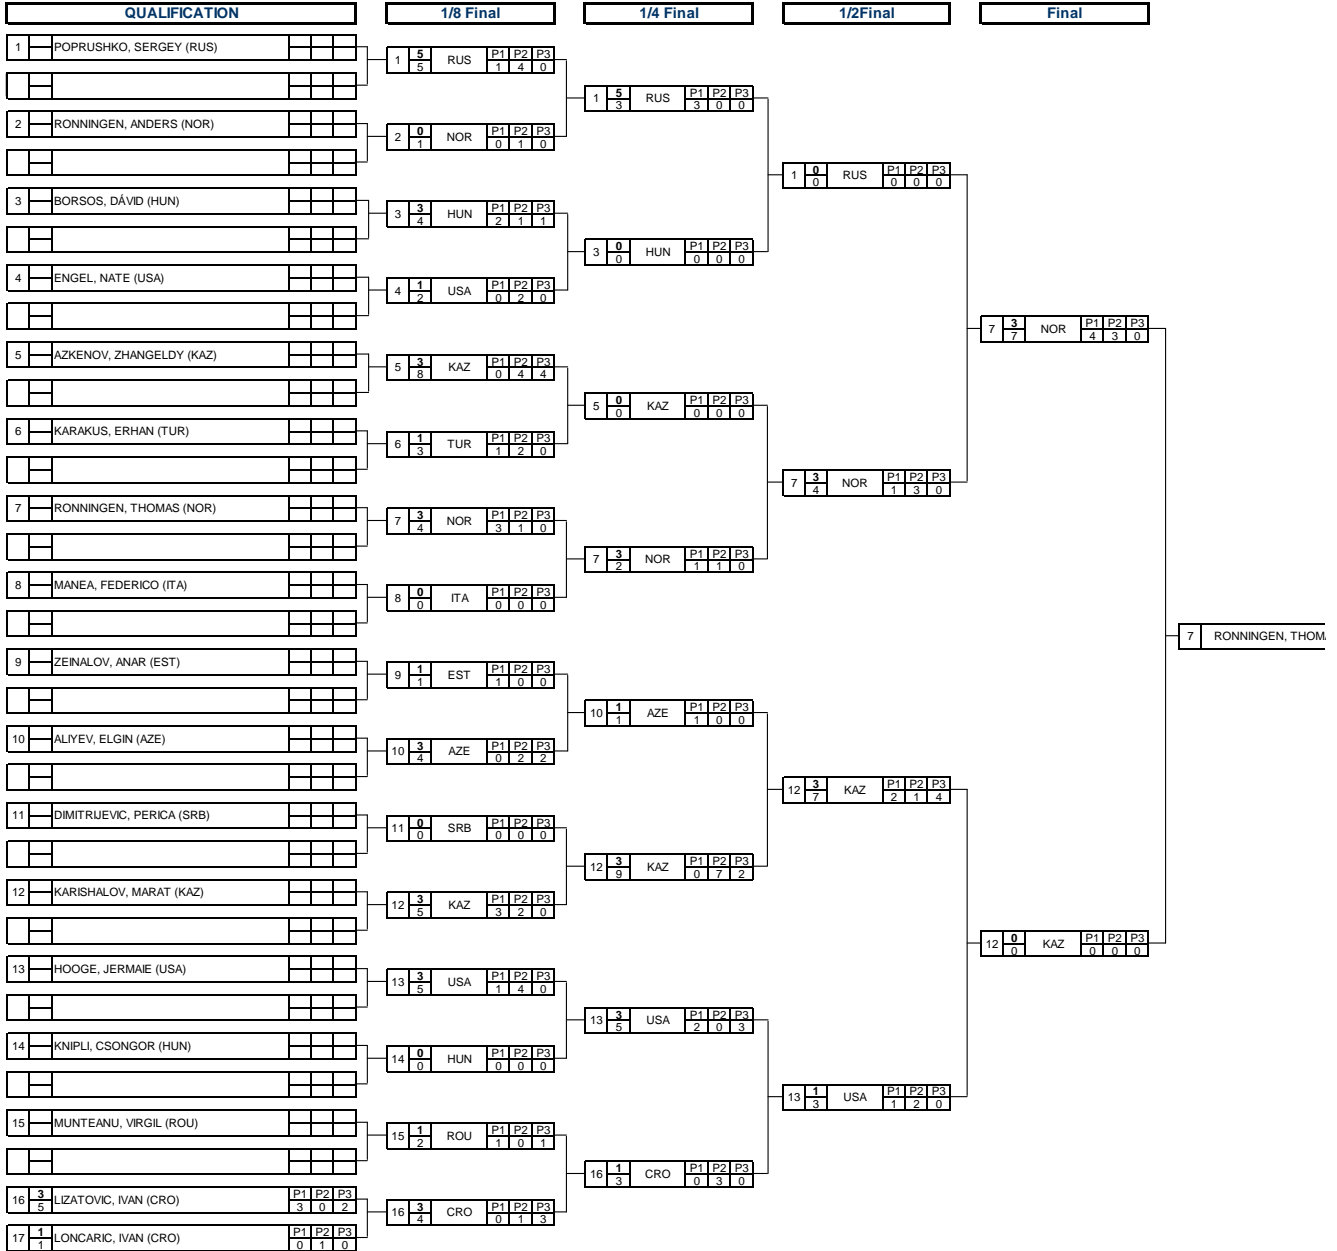 QUALIFICATION 1/8 Final 1/4 Final 1/2Final Final
1 POPRUSHKO, SERGEY (RUS)
1 5 5 RUS P1 P2 P3 1 4 0
1 5 3 RUS P1 P2 P3 3 0 0
2 RONNINGEN, ANDERS (NOR)
2 0 1 NOR P1 P2 P3 0 1 0
1 0 0 RUS P1 P2 P3 0 0 0
3 BORSOS, DÁVID (HUN)
3 3 4 HUN P1 P2 P3 2 1 1
3 0 0 HUN P1 P2 P3 0 0 0
4 ENGEL, NATE (USA)
4 1 2 USA P1 P2 P3 0 2 0
7 3 7 NOR P1 P2 P3 4 3 0
5 AZKENOV, ZHANGELDY (KAZ)
5 3 8 KAZ P1 P2 P3 0 4 4
5 0 0 KAZ P1 P2 P3 0 0 0
6 KARAKUS, ERHAN (TUR)
6 1 3 TUR P1 P2 P3 1 2 0
7 3 4 NOR P1 P2 P3 1 3 0
7 RONNINGEN, THOMAS (NOR)
7 3 4 NOR P1 P2 P3 3 1 0
7 3 2 NOR P1 P2 P3 1 1 0
8 MANEA, FEDERICO (ITA)
8 0 0 ITA P1 P2 P3 0 0 0
7 RONNINGEN, THOMA
9 ZEINALOV, ANAR (EST)
9 1 1 EST P1 P2 P3 1 0 0
10 1 1 AZE P1 P2 P3 1 0 0
10 ALIYEV, ELGIN (AZE)
10 3 4 AZE P1 P2 P3 0 2 2
12 3 7 KAZ P1 P2 P3 2 1 4
11 DIMITRIJEVIC, PERICA (SRB)
11 0 0 SRB P1 P2 P3 0 0 0
12 3 9 KAZ P1 P2 P3 0 7 2
12 KARISHALOV, MARAT (KAZ)
12 3 5 KAZ P1 P2 P3 3 2 0
12 0 0 KAZ P1 P2 P3 0 0 0
13 HOOGE, JERMAIE (USA)
13 3 5 USA P1 P2 P3 1 4 0
13 3 5 USA P1 P2 P3 2 0 3
14 KNIPLI, CSONGOR (HUN)
14 0 0 HUN P1 P2 P3 0 0 0
13 1 3 USA P1 P2 P3 1 2 0
15 MUNTEANU, VIRGIL (ROU)
15 1 2 ROU P1 P2 P3 1 0 1
16 1 3 CRO P1 P2 P3 0 3 0
16 3 5 LIZATOVIC, IVAN (CRO) P1 P2 P3 3 0 2
16 3 4 CRO P1 P2 P3 0 1 3
17 1 1 LONCARIC, IVAN (CRO) P1 P2 P3 0 1 0